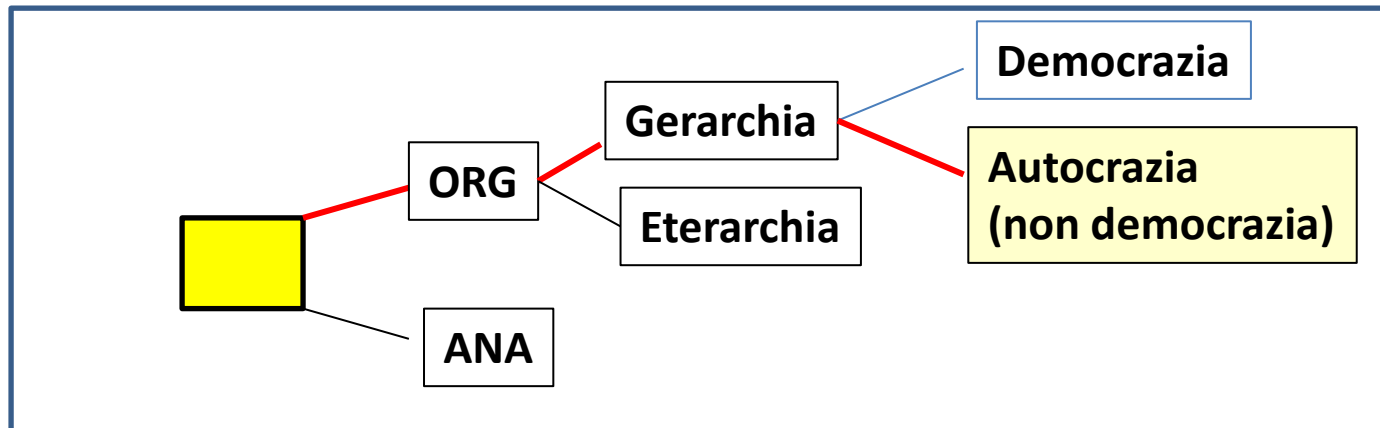 Democrazia
Gerarchia
Autocrazia
(non democrazia)
ORG
Eterarchia
ANA